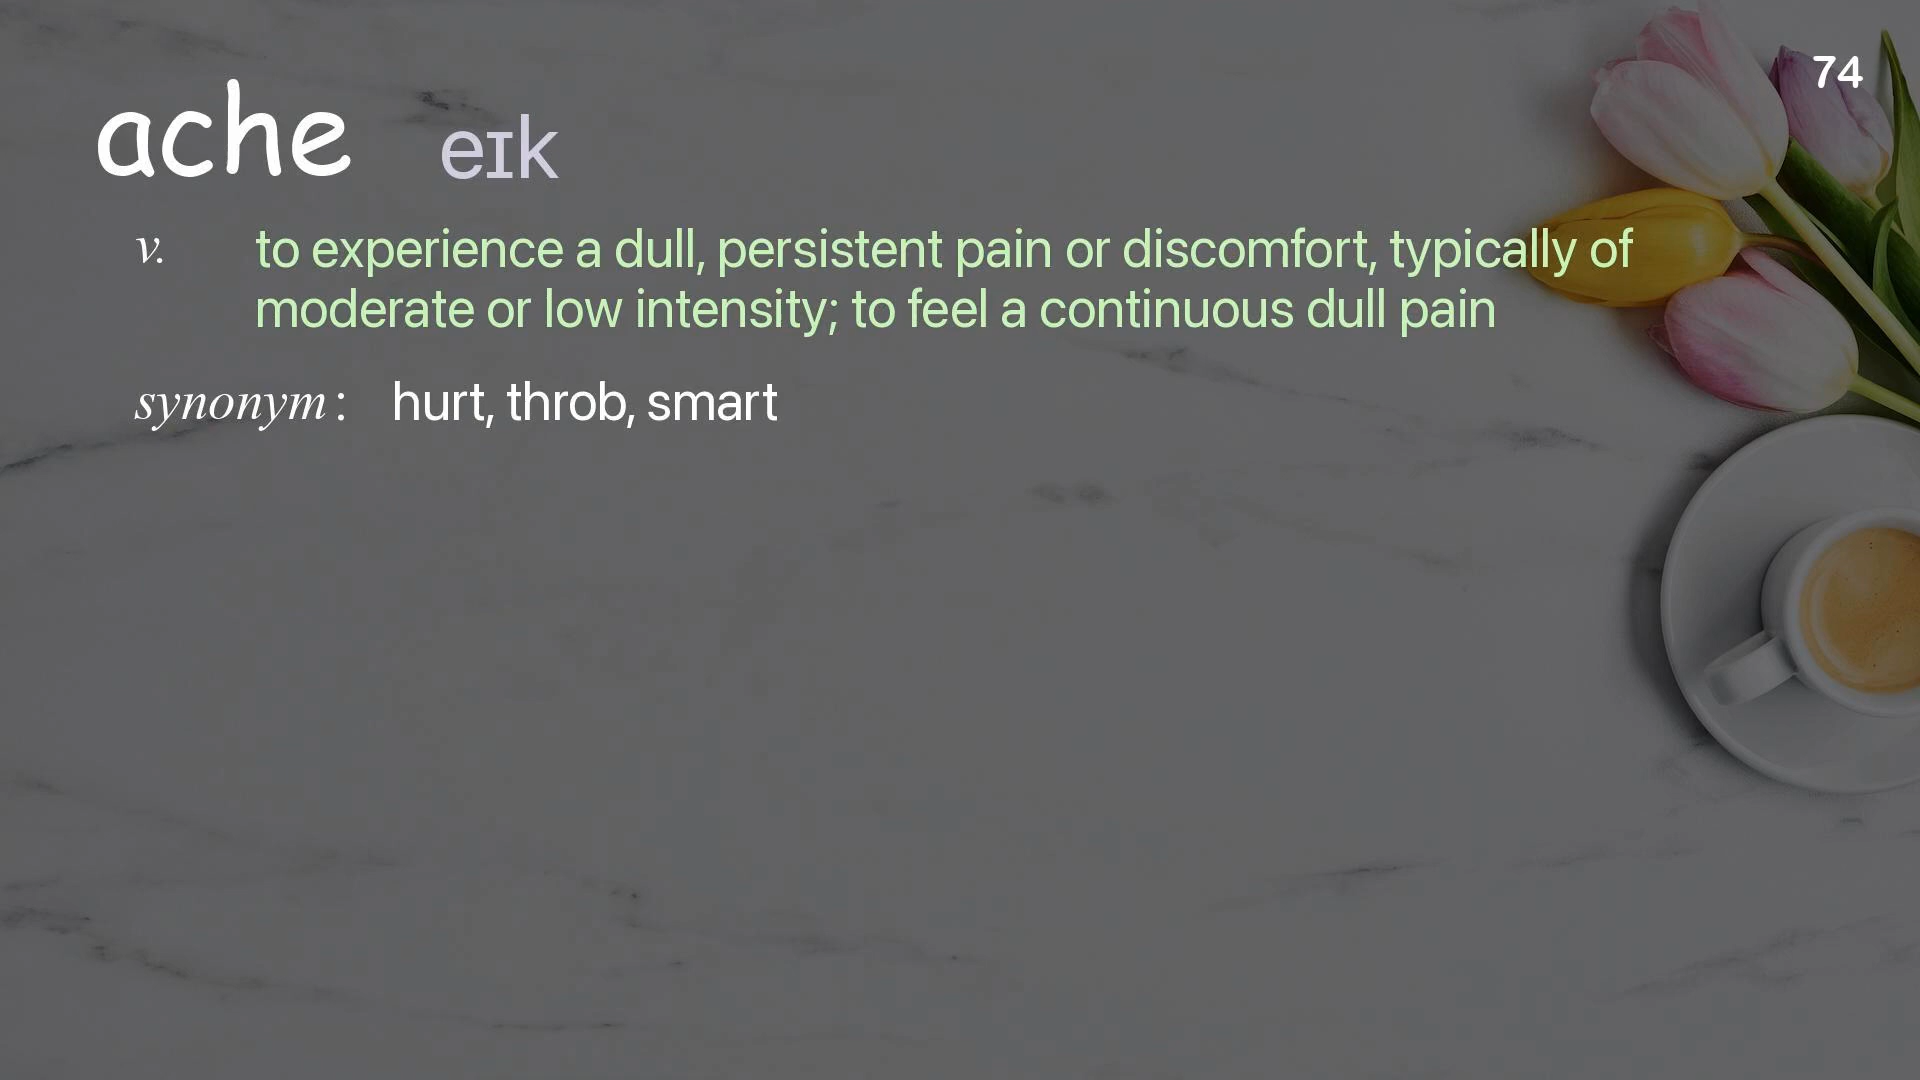 74
ache eɪk
v. to experience a dull, persistent pain or discomfort, typically of
moderate or low intensity; to feel a continuous dull pain
synonym: hurt, throb, smart